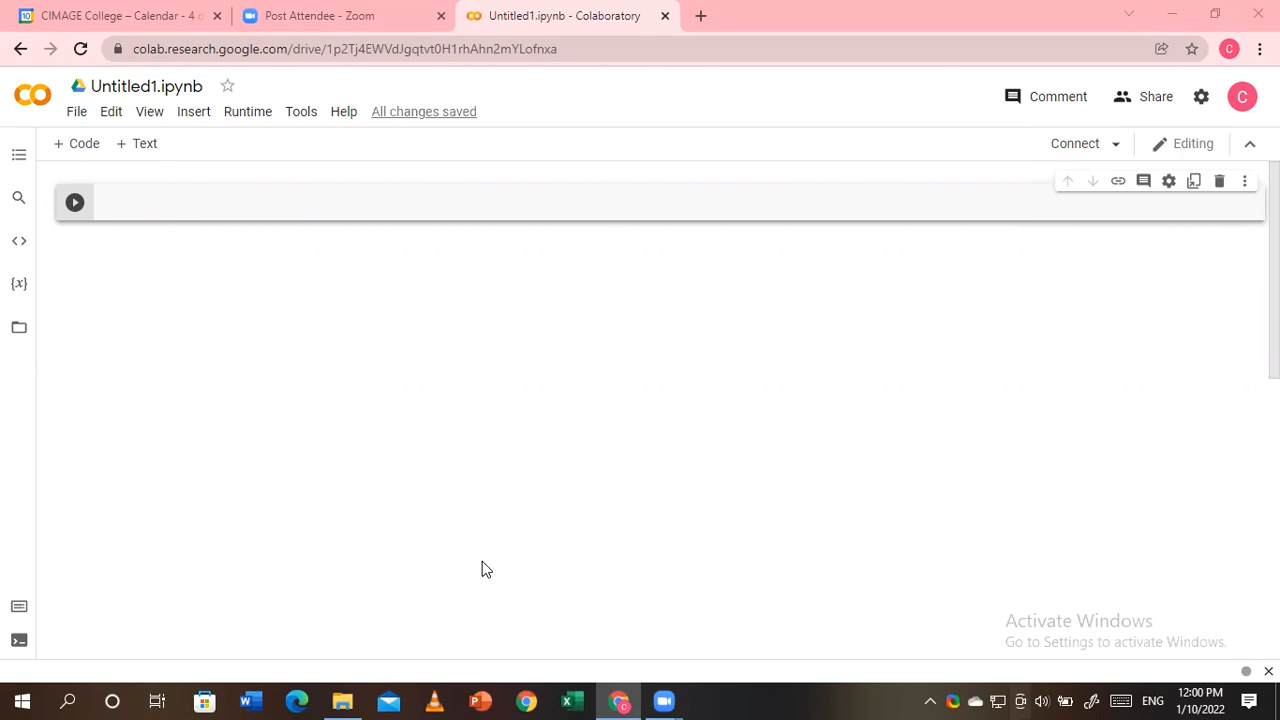 CIMAGE College – Calendar - 4 o
Post Attendee - Zoom
Untitled1.ipynb - Colaboratory
colab.research.google.com/drive/1p2Tj4EWVdJgqtvt0H1rhAhn2mYLofnxa
C
Untitled1.ipynb
File Edit View Insert Runtime Tools Help All changes saved
Comment
Share
C
+ Code
+ Text
Connect
Editing
{x}
Activate Windows
Go to Settings to activate Windows.
ENG
12:00 PM
1/10/2022